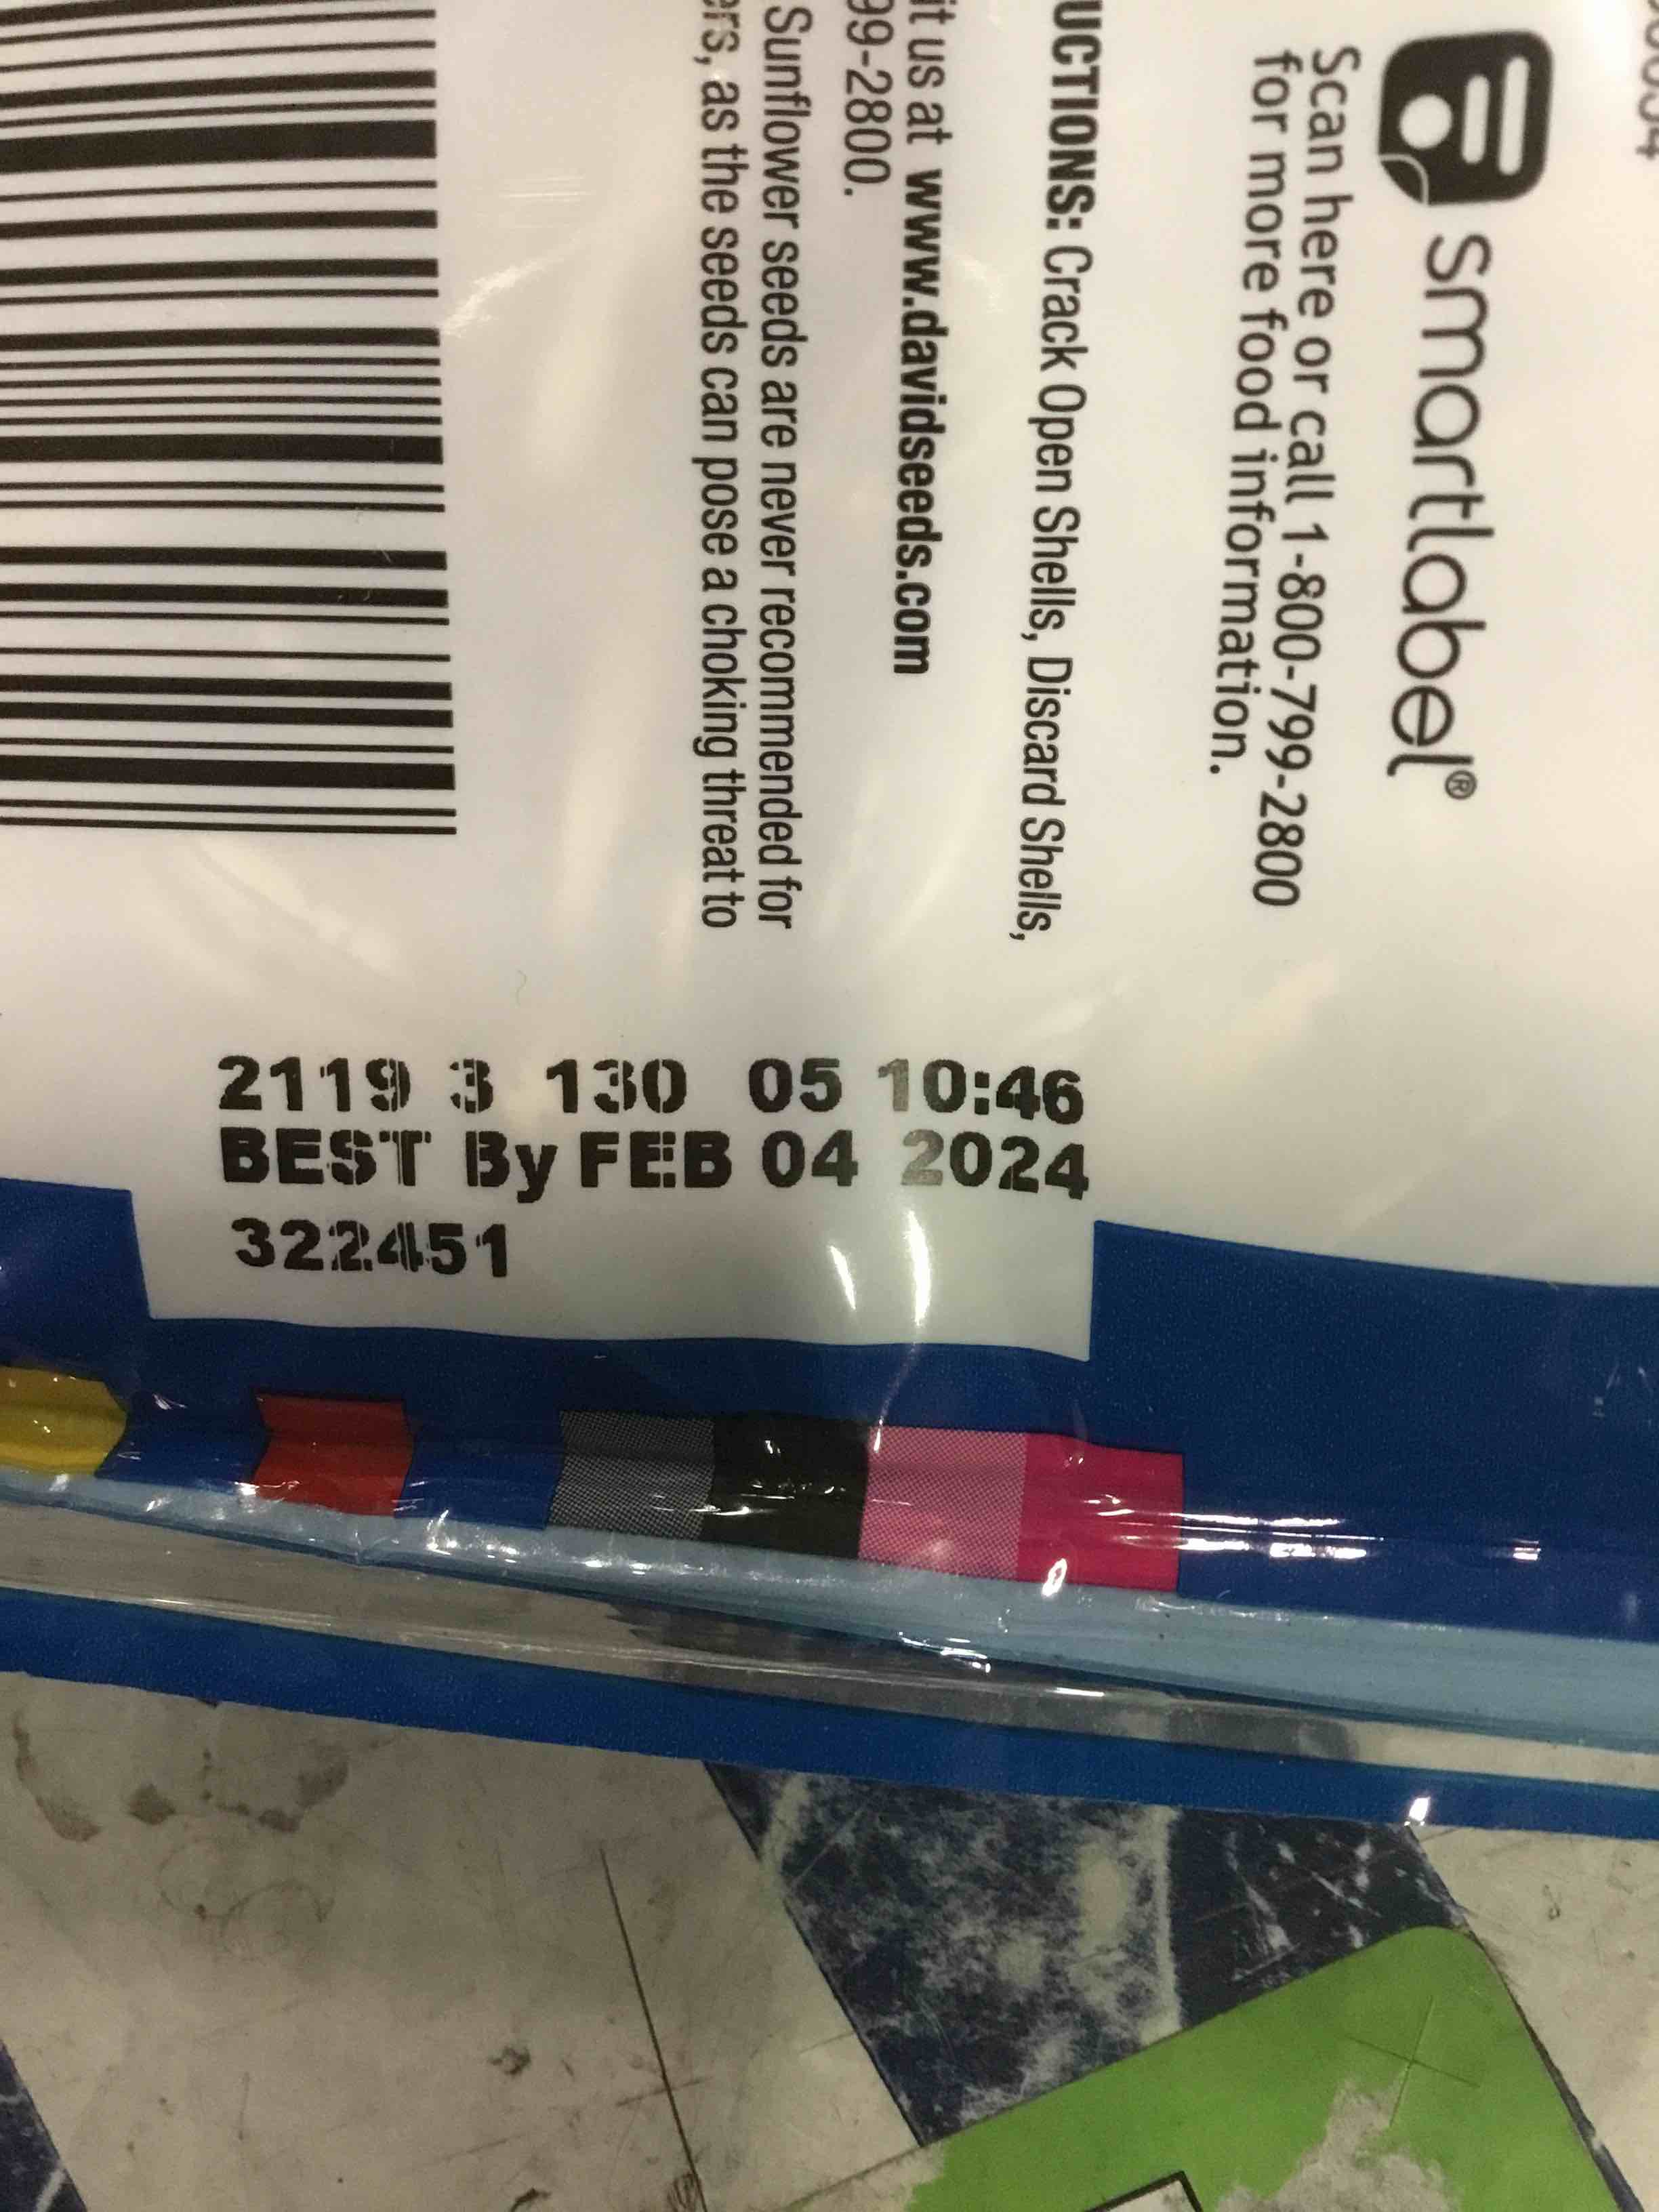 smartlabel®
Scan here or call 1-800-799-2800
for more food information.
UCTIONS: Crack Open Shells, Discard Shells,
it us at www.davidseeds.com
99-2800.
Sunflower seeds are never recommended for
ers, as the seeds can pose a choking threat to
2119 3 130 05 10:46
BEST By FEB 04 2024
322451